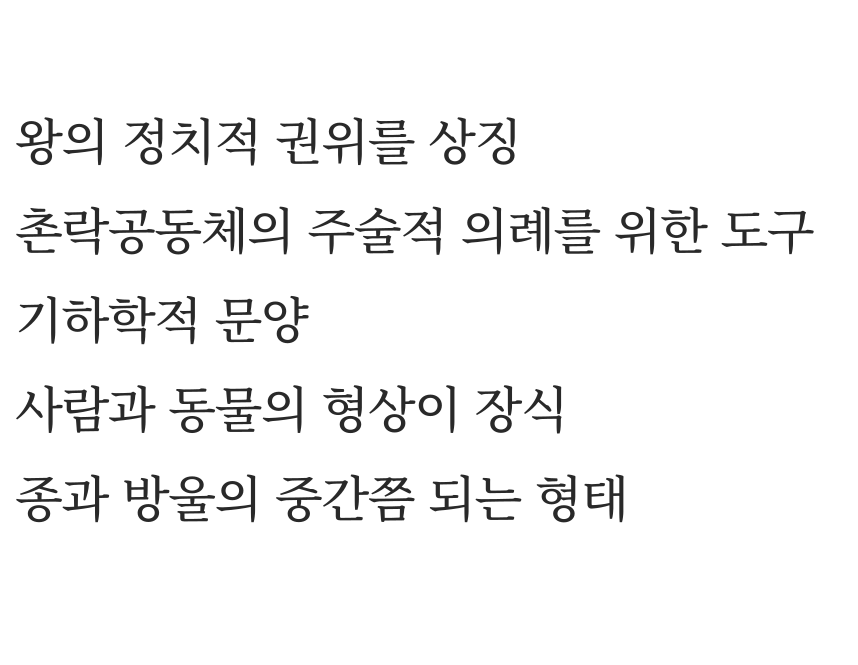 왕의 정치적 권위를 상징
촌락공동체의 주술적 의례를 위한 도구
기하학적 문양
사람과 동물의 형상이 장식
종과 방울의 중간쯤 되는 형태